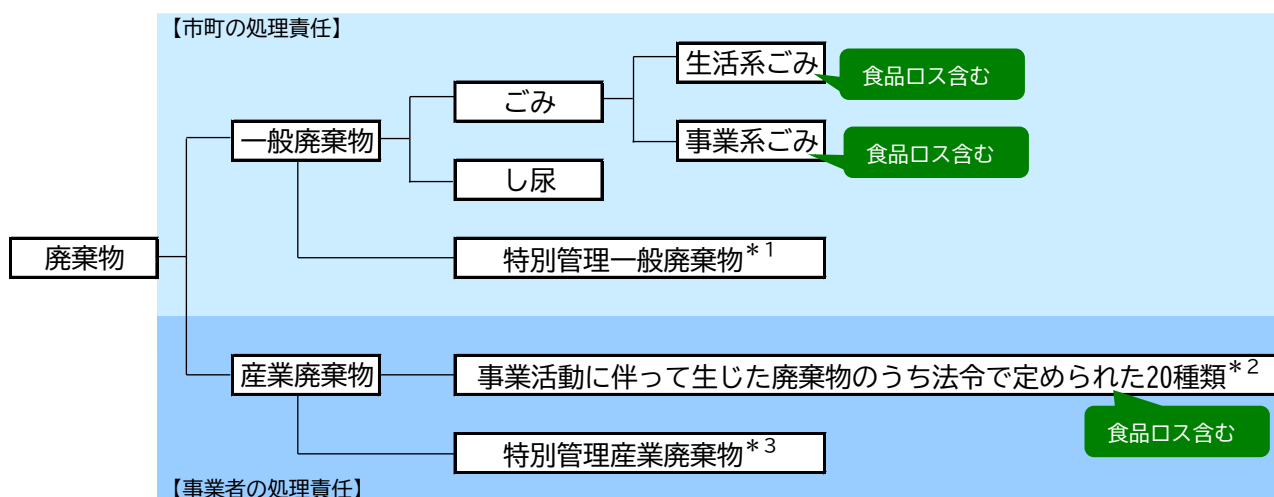 【市町の処理責任】
生活系ごみ
食品ロス含む
ごみ
一般廃棄物
事業系ごみ
食品ロス含む
し尿
廃棄物
特別管理一般廃棄物*1
産業廃棄物
事業活動に伴って生じた廃棄物のうち法令で定められた20種類*2
食品ロス含む
特別管理産業廃棄物*3
【事業者の処理責任】